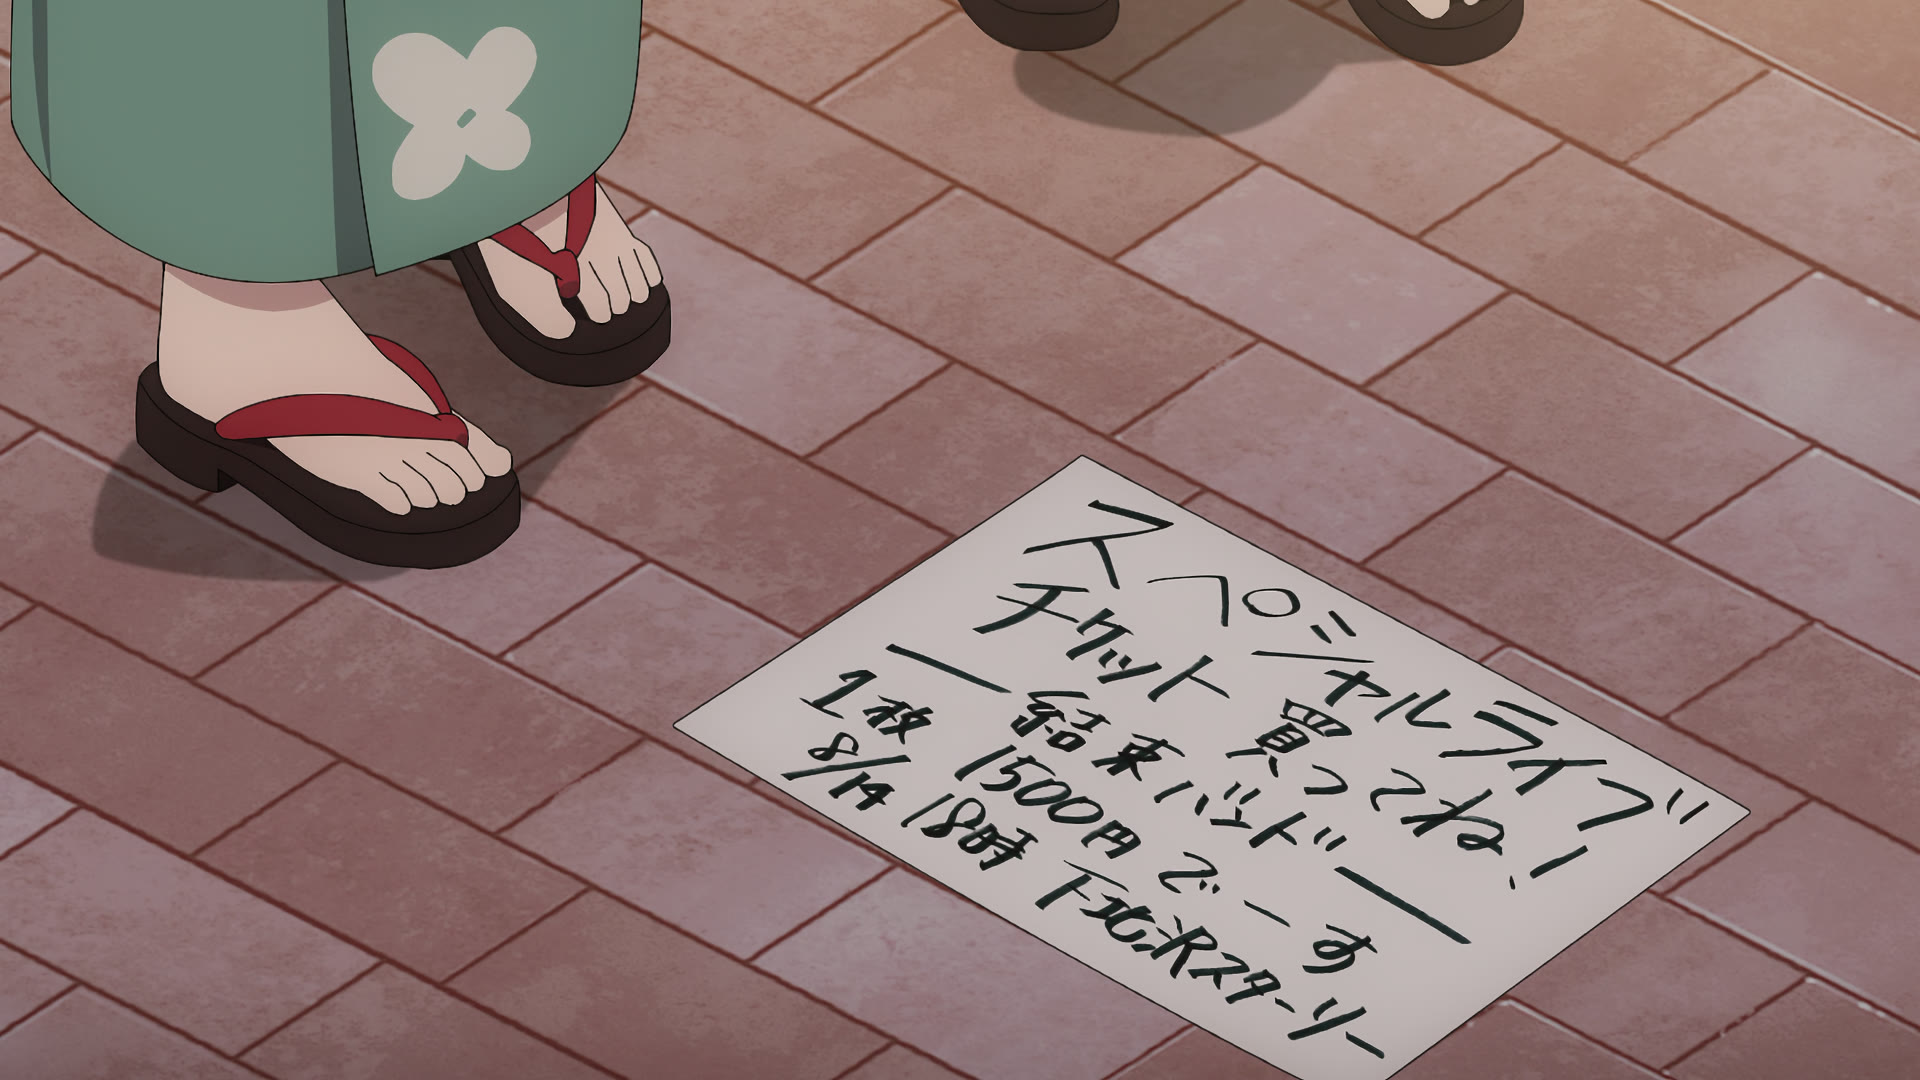 スペシャルライブ
チケット 買ってね!
― 結束バンド ―
1枚 1500円でーす
8/14 18時 下北沢スターリー